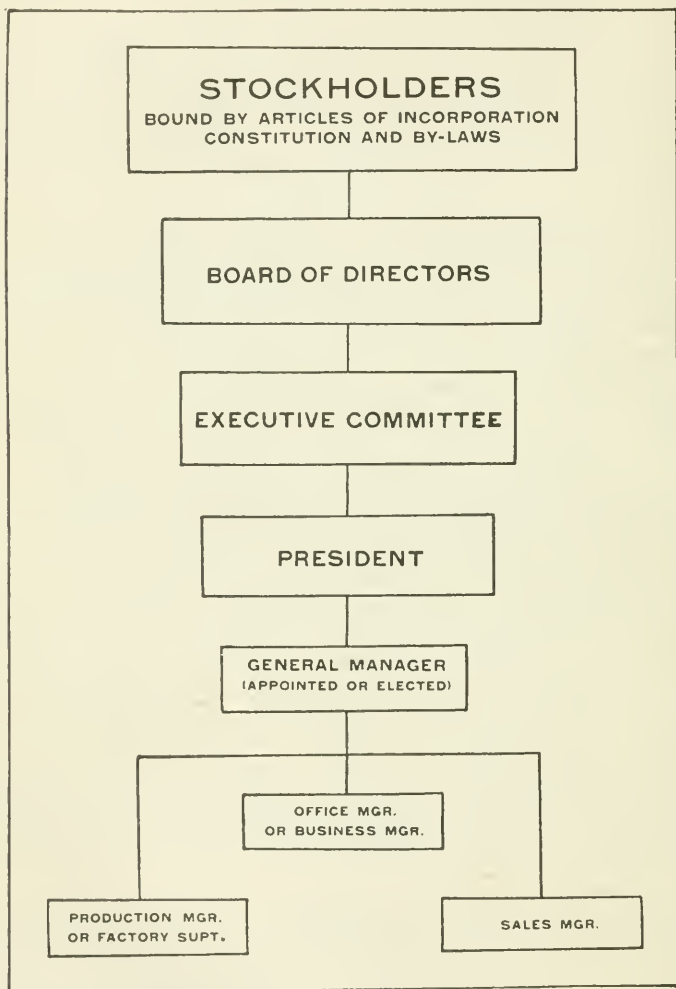 STOCKHOLDERS
BOUND BY ARTICLES OF INCORPORATION
CONSTITUTION AND BY-LAWS
BOARD OF DIRECTORS
EXECUTIVE COMMITTEE
PRESIDENT
GENERAL MANAGER
(APPOINTED OR ELECTED)
OFFICE MGR.
OR BUSINESS MGR.
PRODUCTION MGR.
OR FACTORY SUPT.
SALES MGR.